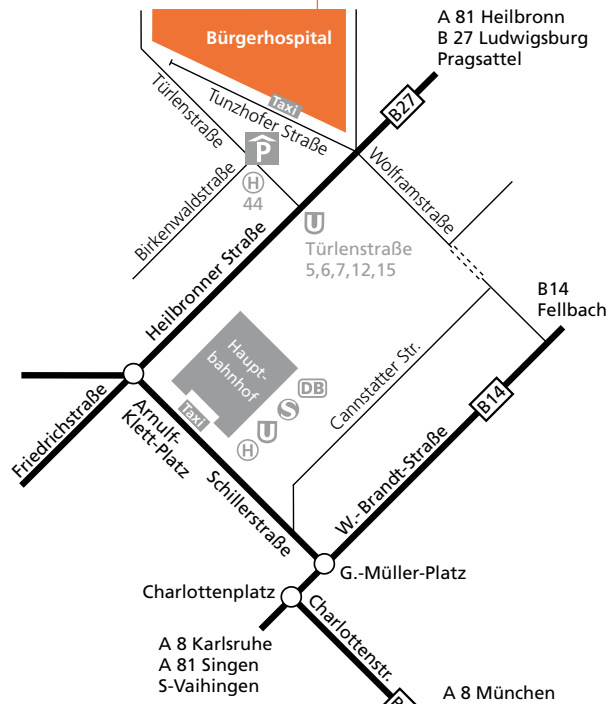 A 81 Heilbronn
B 27 Ludwigsburg
Pragsattel
Bürgerhospital
B27
Taxi
Tunzhofer Straße
Türlenstraße
P
Wolframstraße
H
44
Birkenwaldstraße
U
Türlenstraße
5,6,7,12,15
Heilbronner Straße
B14
Fellbach
Haupt-
bahnhof
DB
S
U
H
Taxi
Cannstatter Str.
B14
Friedrichstraße
Arnulf-
Klett-Platz
Schillerstraße
W.-Brandt-Straße
G.-Müller-Platz
Charlottenplatz
Charlottenstr.
A 8 Karlsruhe
A 81 Singen
S-Vaihingen
A 8 München